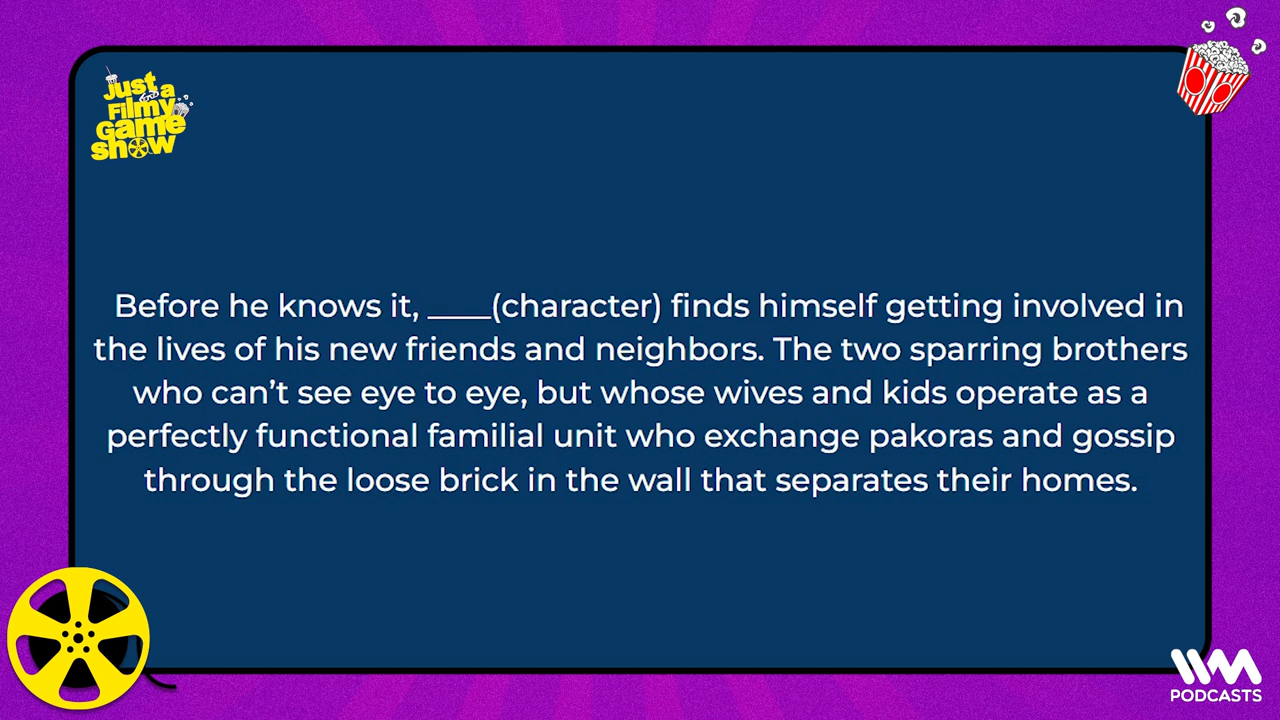 Just a
Filmy
Game
show
Before he knows it, ____(character) finds himself getting involved in
the lives of his new friends and neighbors. The two sparring brothers
who can’t see eye to eye, but whose wives and kids operate as a
perfectly functional familial unit who exchange pakoras and gossip
through the loose brick in the wall that separates their homes.
IVM
PODCASTS